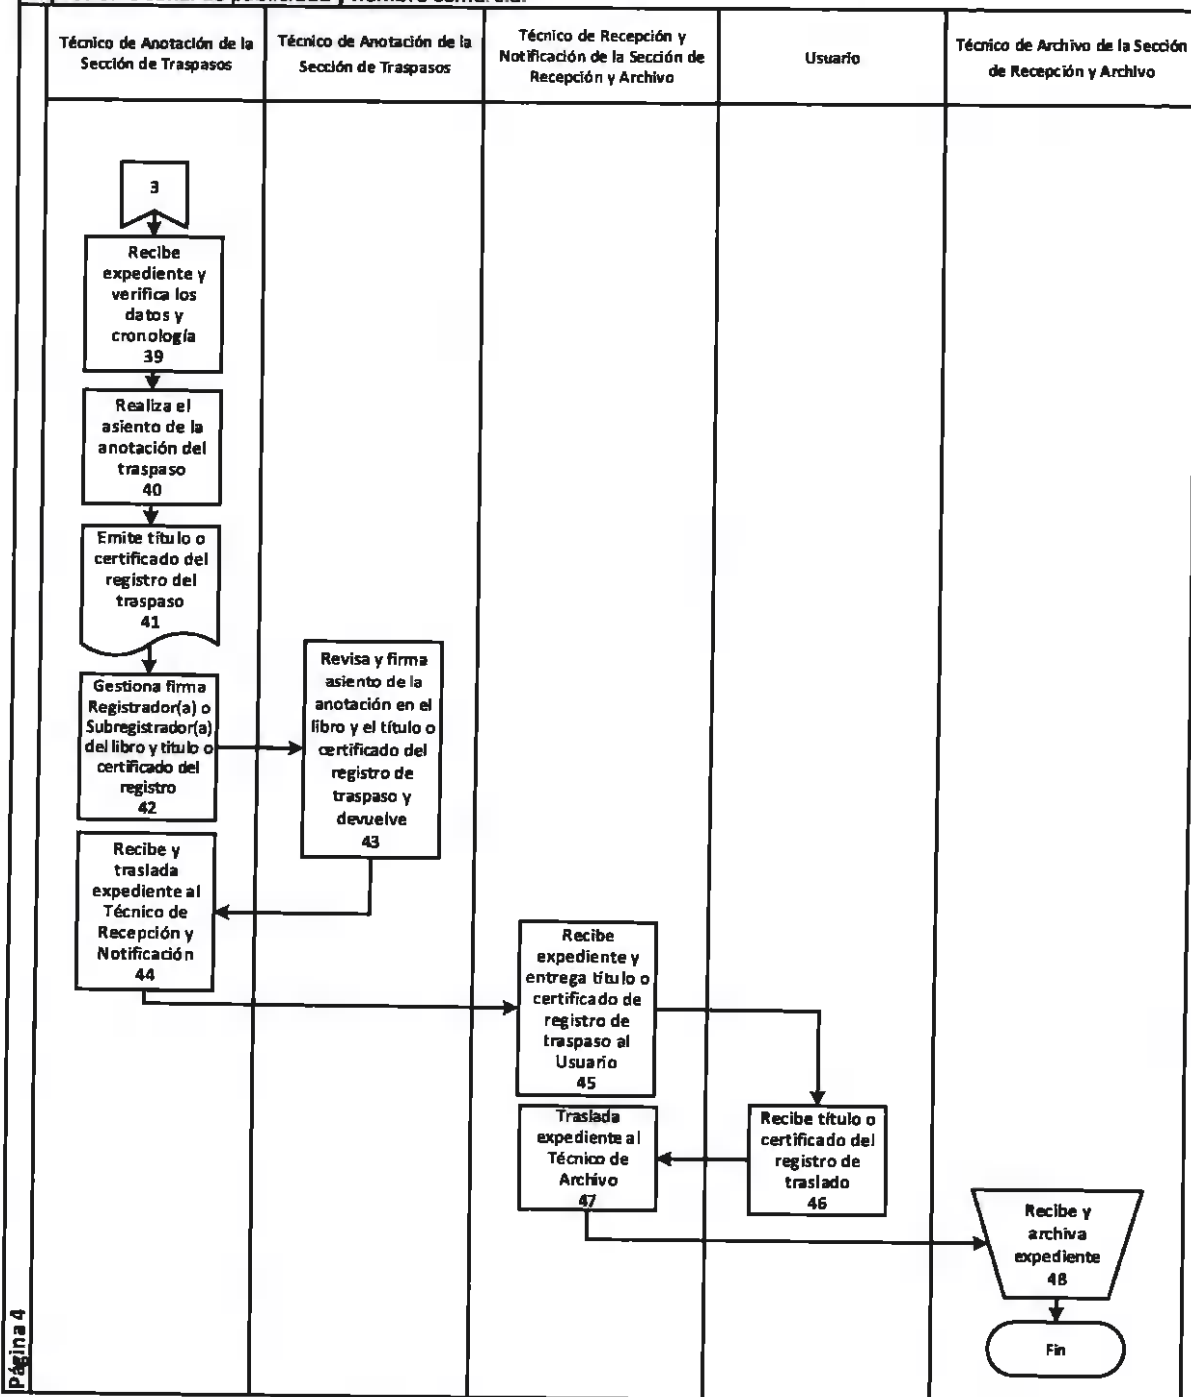 Técnico de Anotación de la
Sección de Traspasos
Técnico de Anotación de la
Sección de Traspasos
Técnico de Recepción y
Notificación de la Sección de
Recepción y Archivo
Usuario
Técnico de Archivo de la Sección
de Recepción y Archivo
3
Recibe
expediente y
verifica los
datos y
cronología
39
Realiza el
asiento de la
anotación del
traspaso
40
Emite título o
certificado del
registro del
traspaso
41
Gestiona firma
Registrador(a) o
Subregistrador(a)
del libro y titulo o
certificado del
registro
42
Revisa y firma
asiento de la
anotación en el
libro y el título o
certificado del
registro de
traspaso y
devuelve
43
Recibe y
traslada
expediente al
Técnico de
Recepción y
Notificación
44
Recibe
expediente y
entrega título o
certificado de
registro de
traspaso al
Usuario
45
Recibe título o
certificado del
registro de
traslado
46
Traslada
expediente al
Técnico de
Archivo
47
Recibe y
archiva
expediente
48
Fin
Página 4